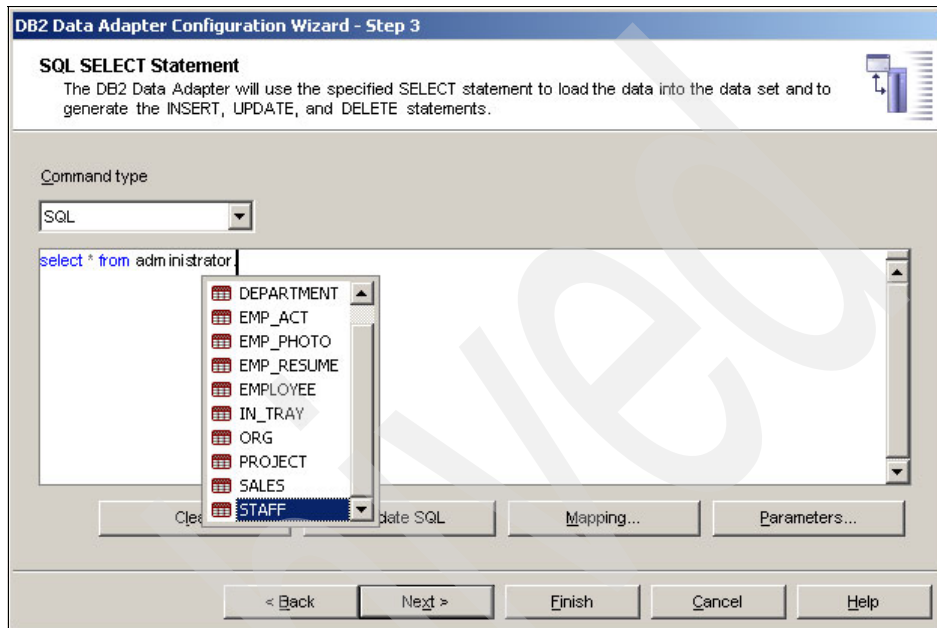 DB2 Data Adapter Configuration Wizard - Step 3
SQL SELECT Statement
The DB2 Data Adapter will use the specified SELECT statement to load the data into the data set and to
generate the INSERT, UPDATE, and DELETE statements.
Command type
SQL
select * from administrator.
DEPARTMENT
EMP_ACT
EMP_PHOTO
EMP_RESUME
EMPLOYEE
IN_TRAY
ORG
PROJECT
SALES
STAFF
SQL
Mapping...
Parameters...
< Back
Next >
Finish
Cancel
Help